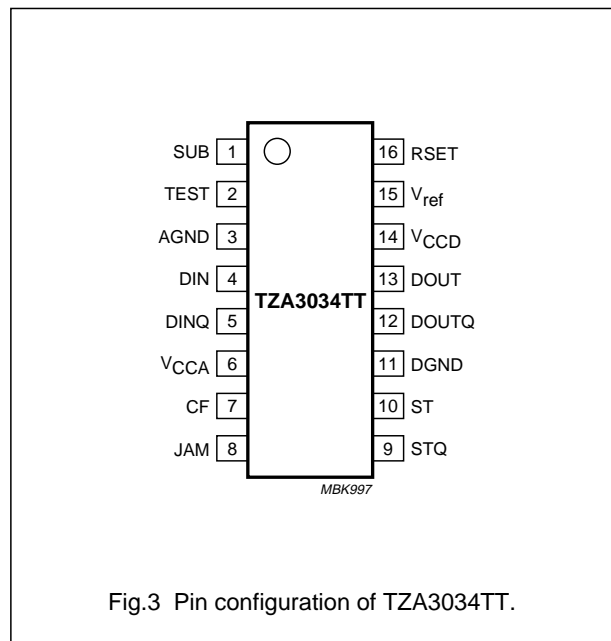 SUB 1 16 RSET
TEST 2 15 Vref
AGND 3 14 VCCD
DIN 4 13 DOUT
TZA3034TT
DINQ 5 12 DOUTQ
VCCA 6 11 DGND
CF 7 10 ST
JAM 8 9 STQ
MBK997
Fig.3 Pin configuration of TZA3034TT.